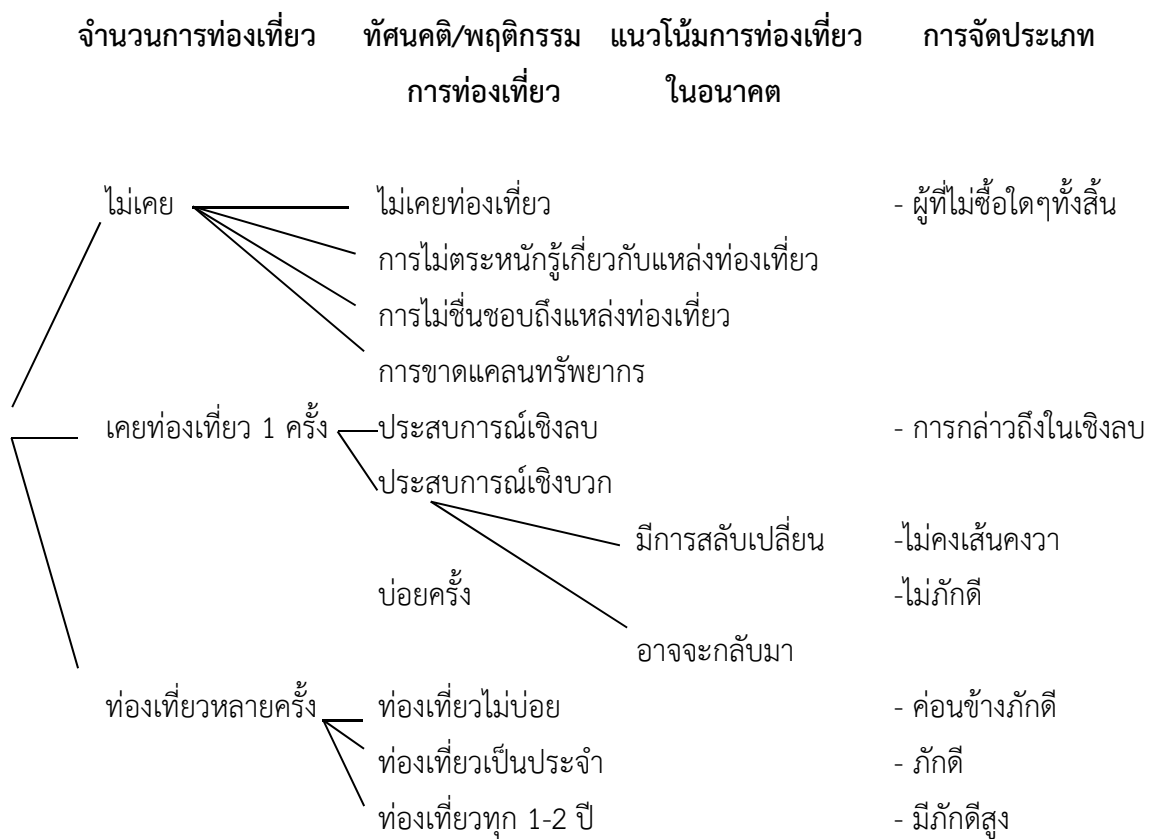 จำนวนการท่องเที่ยว ทัศนคติ/พฤติกรรม แนวโน้มการท่องเที่ยว การจัดประเภท
การท่องเที่ยว ในอนาคต
ไม่เคย ไม่เคยท่องเที่ยว - ผู้ที่ไม่ซื้อใดๆทั้งสิ้น
การไม่ตระหนักรู้เกี่ยวกับแหล่งท่องเที่ยว
การไม่ชื่นชอบถึงแหล่งท่องเที่ยว
การขาดแคลนทรัพยากร
เคยท่องเที่ยว 1 ครั้ง ประสบการณ์เชิงลบ - การกล่าวถึงในเชิงลบ
ประสบการณ์เชิงบวก
มีการสลับเปลี่ยน -ไม่คงเส้นคงวา
บ่อยครั้ง -ไม่ภักดี
อาจจะกลับมา
ท่องเที่ยวหลายครั้ง ท่องเที่ยวไม่บ่อย - ค่อนข้างภักดี
ท่องเที่ยวเป็นประจำ - ภักดี
ท่องเที่ยวทุก 1-2 ปี - มีภักดีสูง